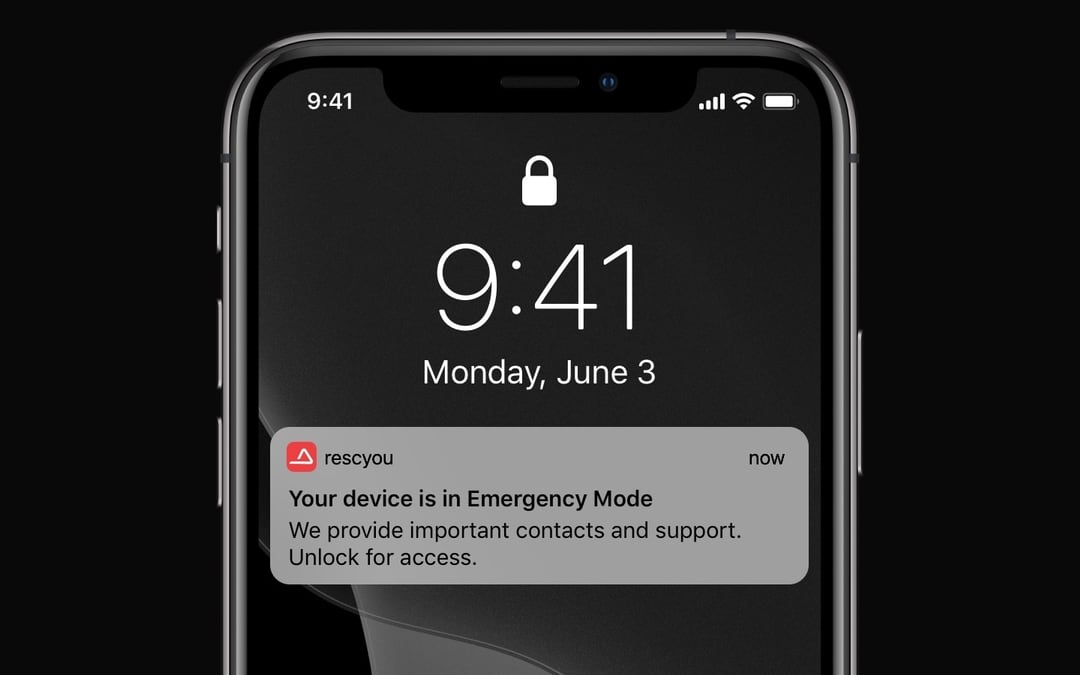 9:41
9:41
Monday, June 3
rescyou now
Your device is in Emergency Mode
We provide important contacts and support.
Unlock for access.